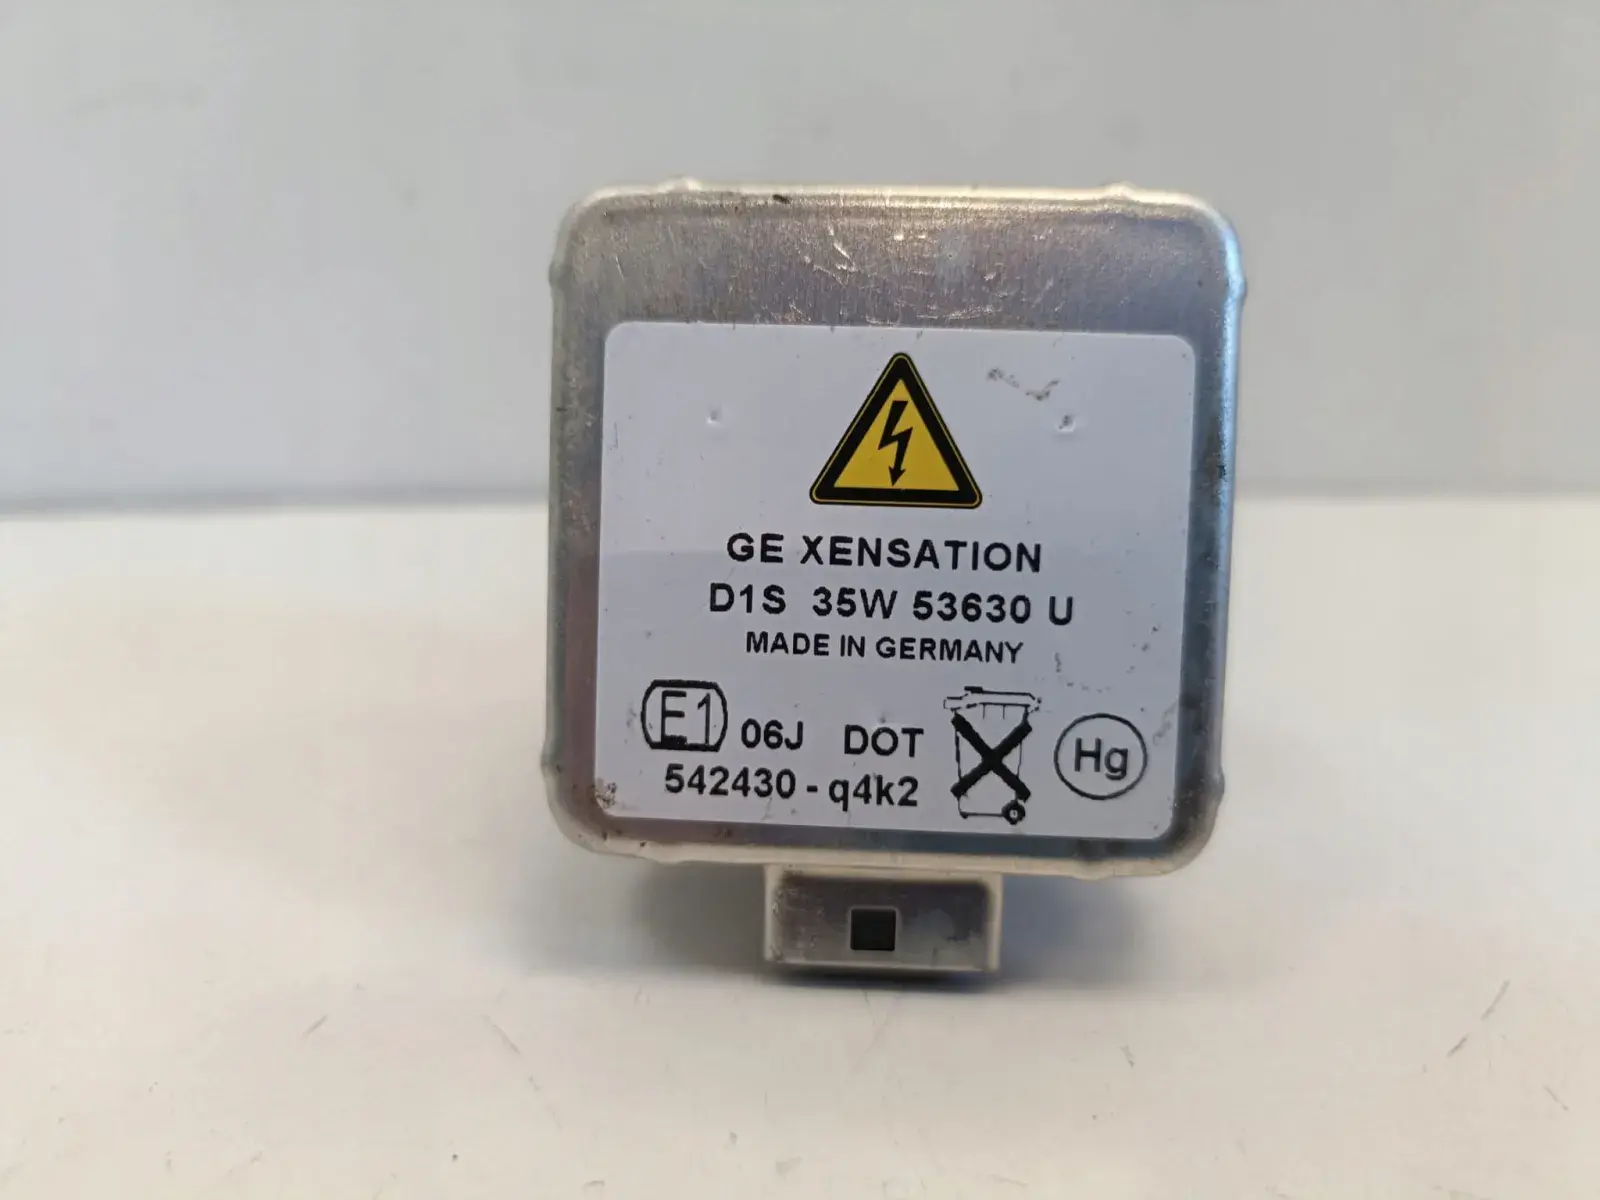 GE XENSATION
D1S 35W 53630 U
MADE IN GERMANY
E1 06J DOT
542430 - q4k2
Hg